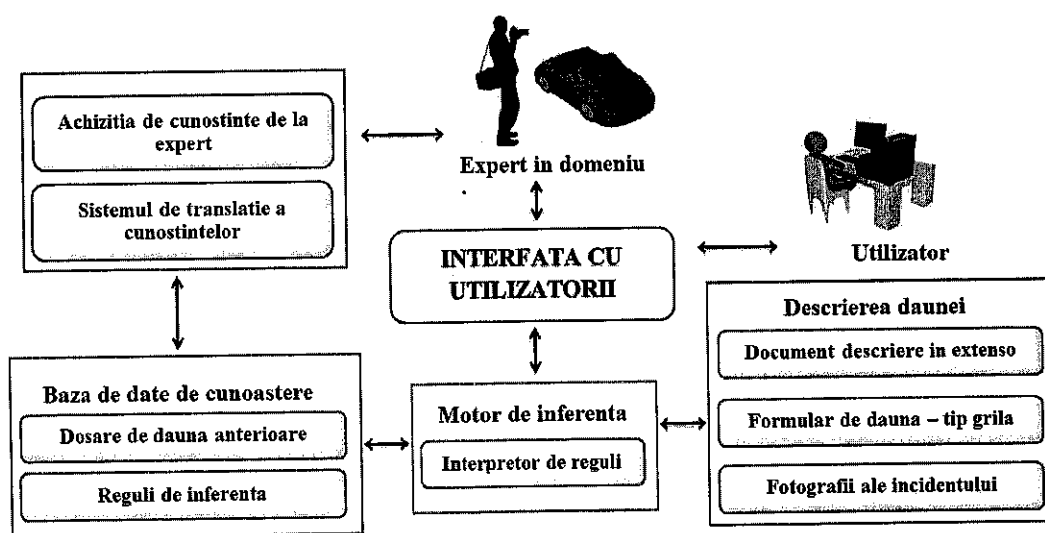 Achizitia de cunostinte de la
expert
Sistemul de translatie a
cunostintelor
Expert in domeniu
Utilizator
INTERFATA CU
UTILIZATORII
Baza de date de cunoastere
Dosare de dauna anterioare
Reguli de inferenta
Motor de inferenta
Interpretor de reguli
Descrierea daunei
Document descriere in extenso
Formular de dauna – tip grila
Fotografii ale incidentului